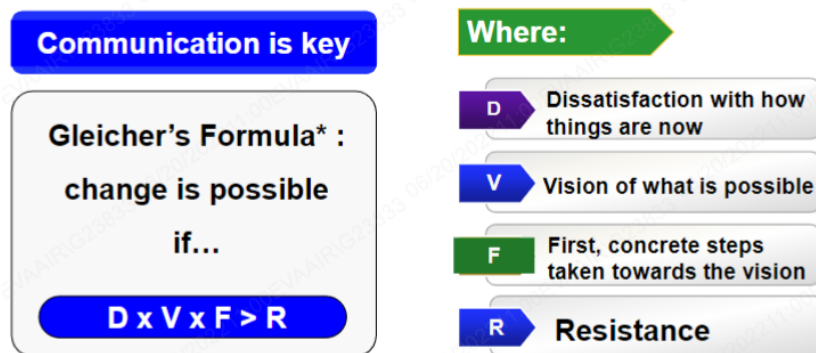 Communication is key
Gleicher's Formula* :
change is possible
if...
D x V x F > R
Where:
D
Dissatisfaction with how
things are now
V
Vision of what is possible
F
First, concrete steps
taken towards the vision
R
Resistance